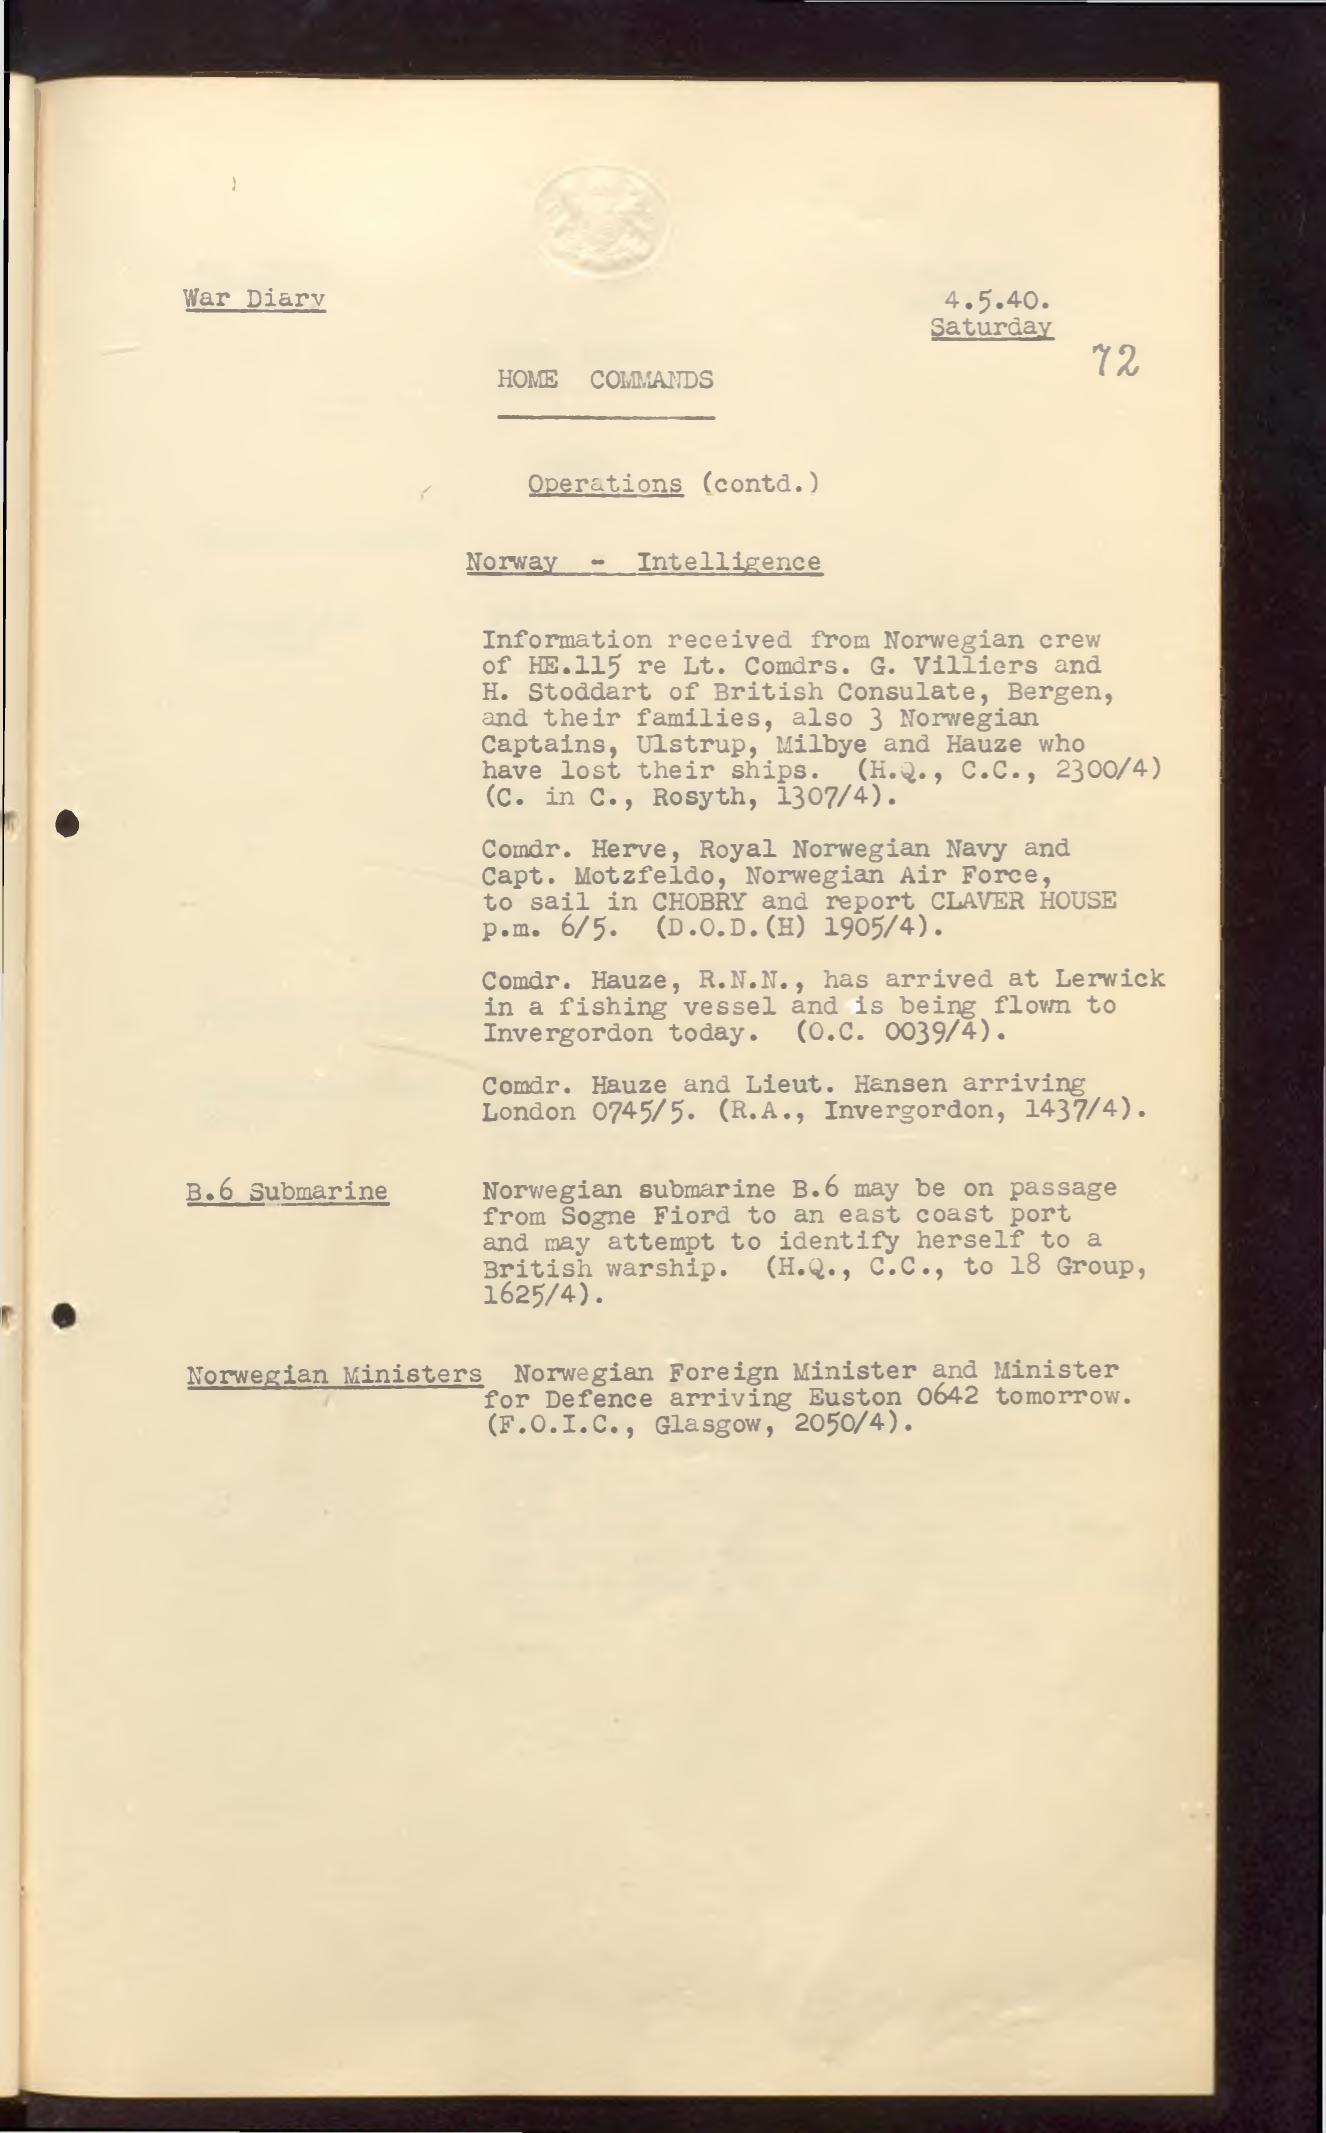 War Diary
4.5.40.
Saturday
72
HOME COMMANDS
Operations (contd.)
Norway - Intelligence
Information received from Norwegian crew
of HE.115 re Lt. Comdrs. G. Villiers and
H. Stoddart of British Consulate, Bergen,
and their families, also 3 Norwegian
Captains, Ulstrup, Milbye and Hauze who
have lost their ships. (H.Q., C.C., 2300/4)
(C. in C., Rosyth, 1307/4).
Comdr. Herve, Royal Norwegian Navy and
Capt. Motzfeldo, Norwegian Air Force,
to sail in CHOBRY and report CLAVER HOUSE
p.m. 6/5. (D.O.D.(H) 1905/4).
Comdr. Hauze, R.N.N., has arrived at Lerwick
in a fishing vessel and is being flown to
Invergordon today. (O.C. 0039/4).
Comdr. Hauze and Lieut. Hansen arriving
London 0745/5. (R.A., Invergordon, 1437/4).
B.6 Submarine Norwegian submarine B.6 may be on passage
from Sogne Fiord to an east coast port
and may attempt to identify herself to a
British warship. (H.Q., C.C., to 18 Group,
1625/4).
Norwegian Ministers Norwegian Foreign Minister and Minister
for Defence arriving Euston 0642 tomorrow.
(F.O.I.C., Glasgow, 2050/4).